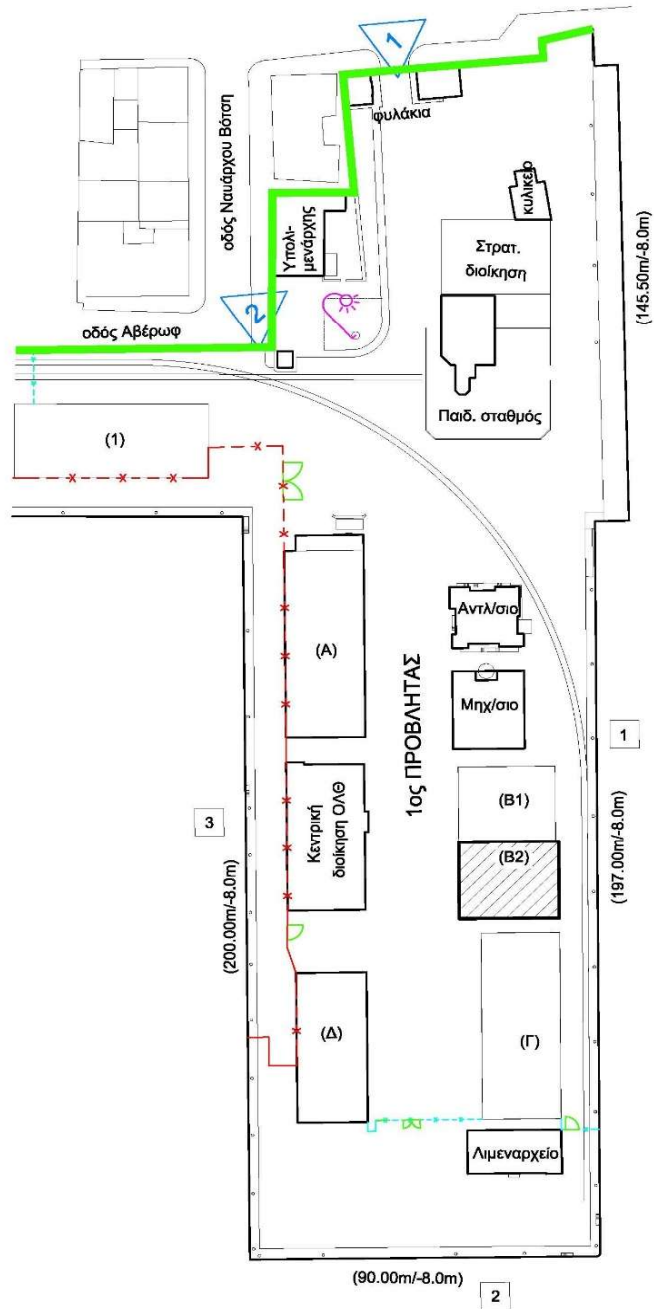 1
φυλάκια
οδός Ναυάρχου Βότση
κυλικείο
Υπολι-
μενάρχης
Στρατ.
διοίκηση
(145.50m/-8.0m)
2
οδός Αβέρωφ
Παιδ. σταθμός
(1)
(Α)
Αντλ/σιο
1ος ΠΡΟΒΛΗΤΑΣ
Μηχ/σιο
1
(Β1)
3
Κεντρική
διοίκηση ΟΛΘ
(Β2)
(197.00m/-8.0m)
(200.00m/-8.0m)
(Δ)
(Γ)
Λιμεναρχείο
(90.00m/-8.0m)
2